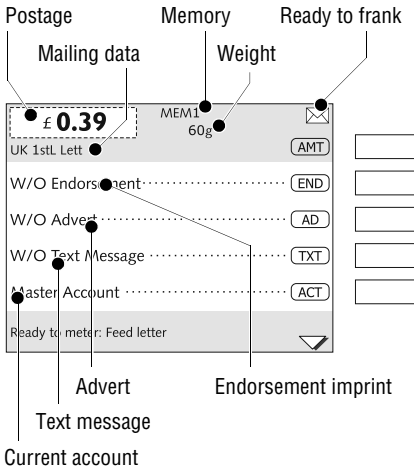 Postage
Memory
Ready to frank
Mailing data
Weight
£ 0.39
MEM1
60g
UK 1stL Lett
AMT
W/O Endorsement
END
W/O Advert
AD
W/O Text Message
TXT
Master Account
ACT
Ready to meter: Feed letter
Advert
Endorsement imprint
Text message
Current account